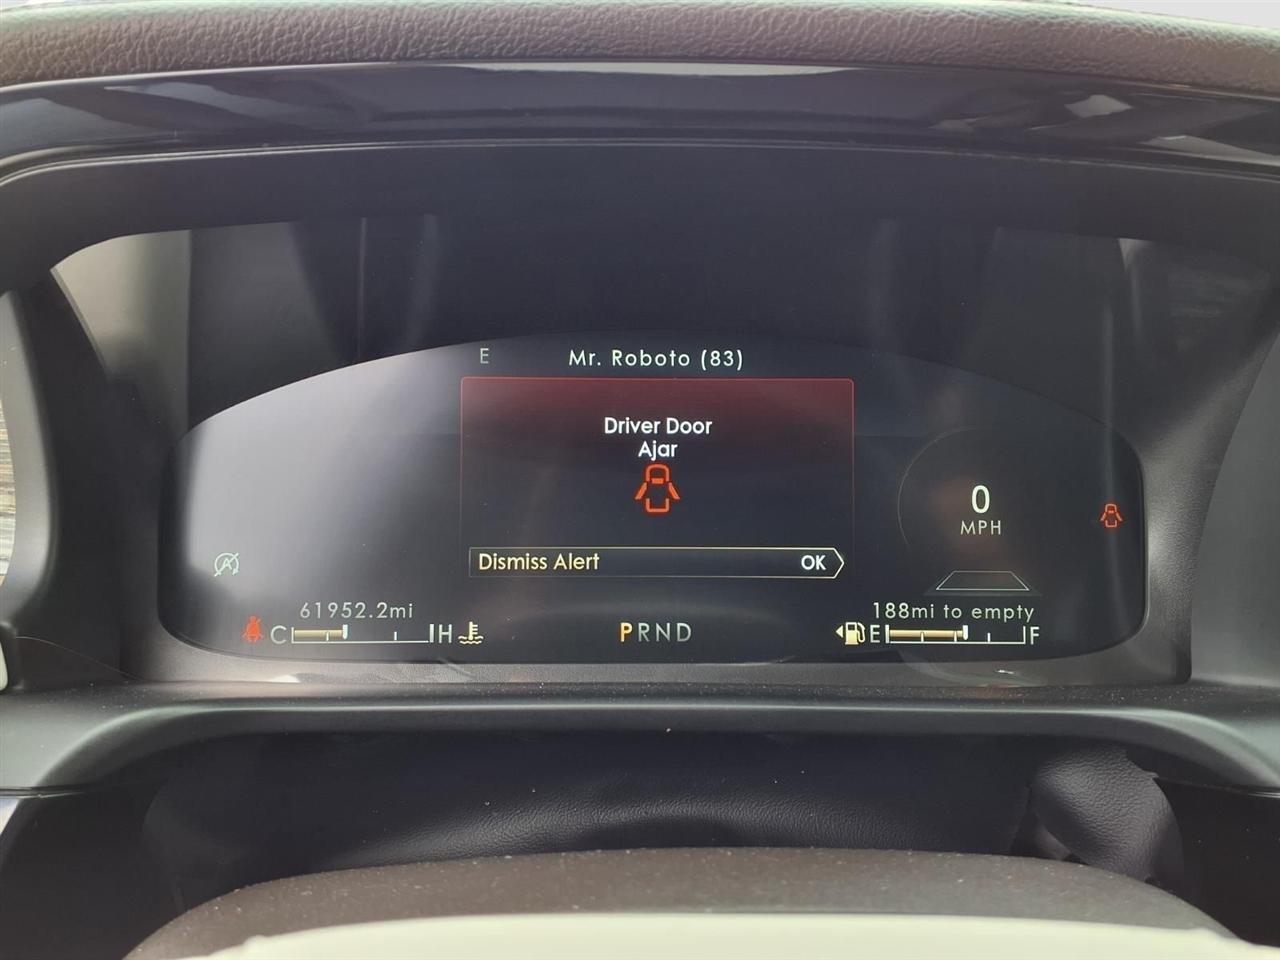 E Mr. Roboto (83)
Driver Door
Ajar
Dismiss Alert OK
0
MPH
61952.2mi
188mi to empty
C H
PRND
E F